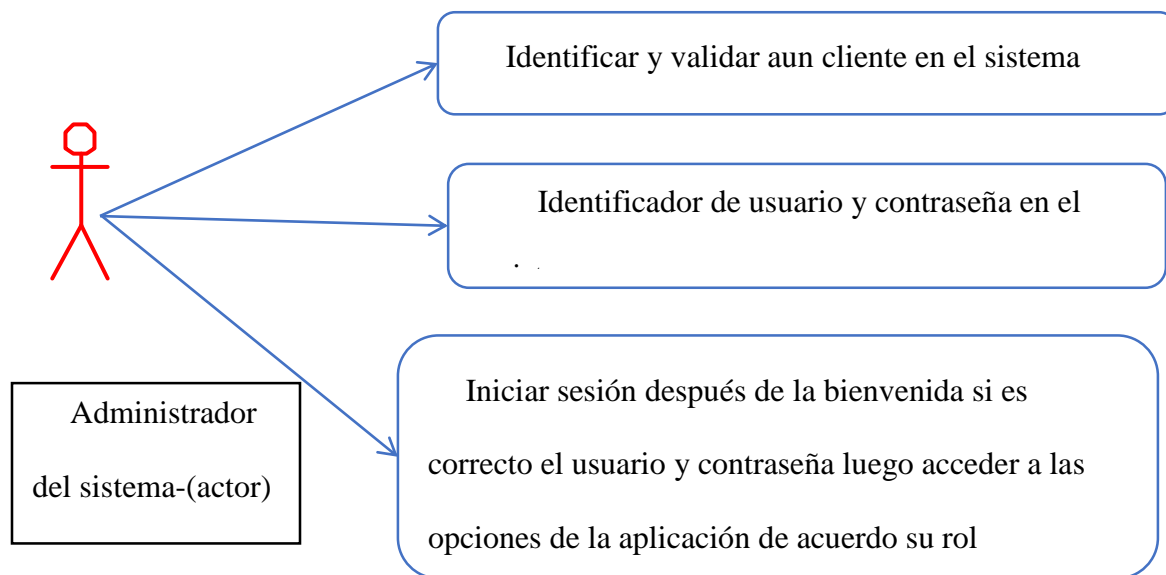 Identificar y validar aun cliente en el sistema
Identificador de usuario y contraseña en el
Administrador
del sistema-(actor)
Iniciar sesión después de la bienvenida si es
correcto el usuario y contraseña luego acceder a las
opciones de la aplicación de acuerdo su rol